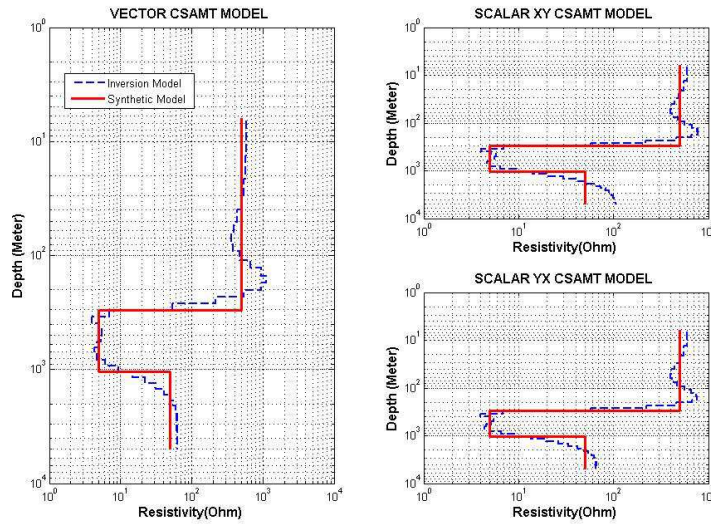 VECTOR CSAMT MODEL
10^0
10^1
10^2
10^3
10^4
Depth (Meter)
Inversion Model
Synthetic Model
10^0 10^1 10^2 10^3 10^4
Resistivity(Ohm)
SCALAR XY CSAMT MODEL
10^0
10^1
10^2
10^3
10^4
Depth (Meter)
10^0 10^1 10^2 10^3
Resistivity(Ohm)
SCALAR YX CSAMT MODEL
10^0
10^1
10^2
10^3
10^4
Depth (Meter)
10^0 10^1 10^2 10^3
Resistivity(Ohm)